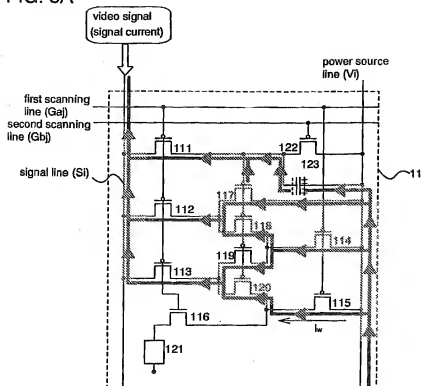 FIG. 8A
video signal
(signal current)
power source
line (Vi)
first scanning
line (Gaj)
second scanning
line (Gbj)
111
122
123
11
signal line (Si)
117
112
118
114
119
113
120
115
116
Iw
121